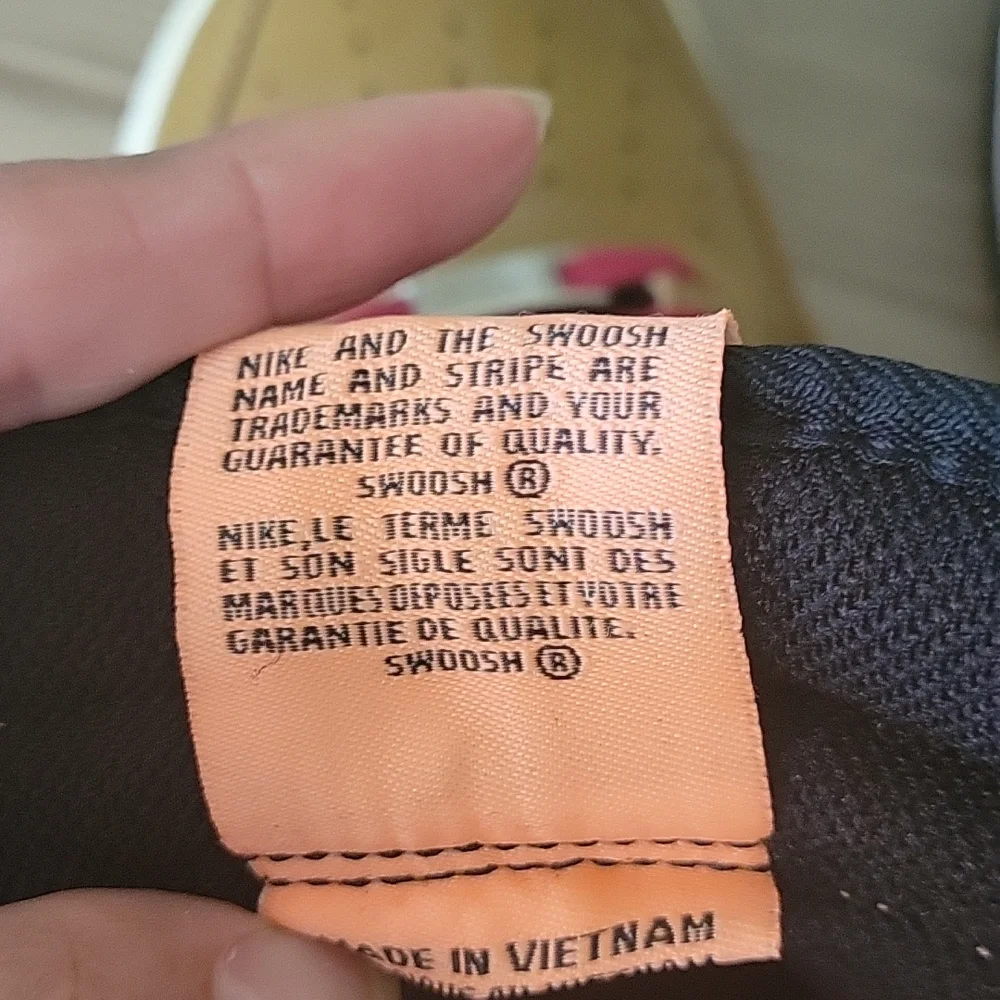 NIKE AND THE SWOOSH
NAME AND STRIPE ARE
TRADEMARKS AND YOUR
GUARANTEE OF QUALITY.
SWOOSH ®
NIKE,LE TERME SWOOSH
ET SON SIGLE SONT DES
MARQUES DEPOSEES ET VOTRE
GARANTIE DE QUALITE.
SWOOSH ®
MADE IN VIETNAM